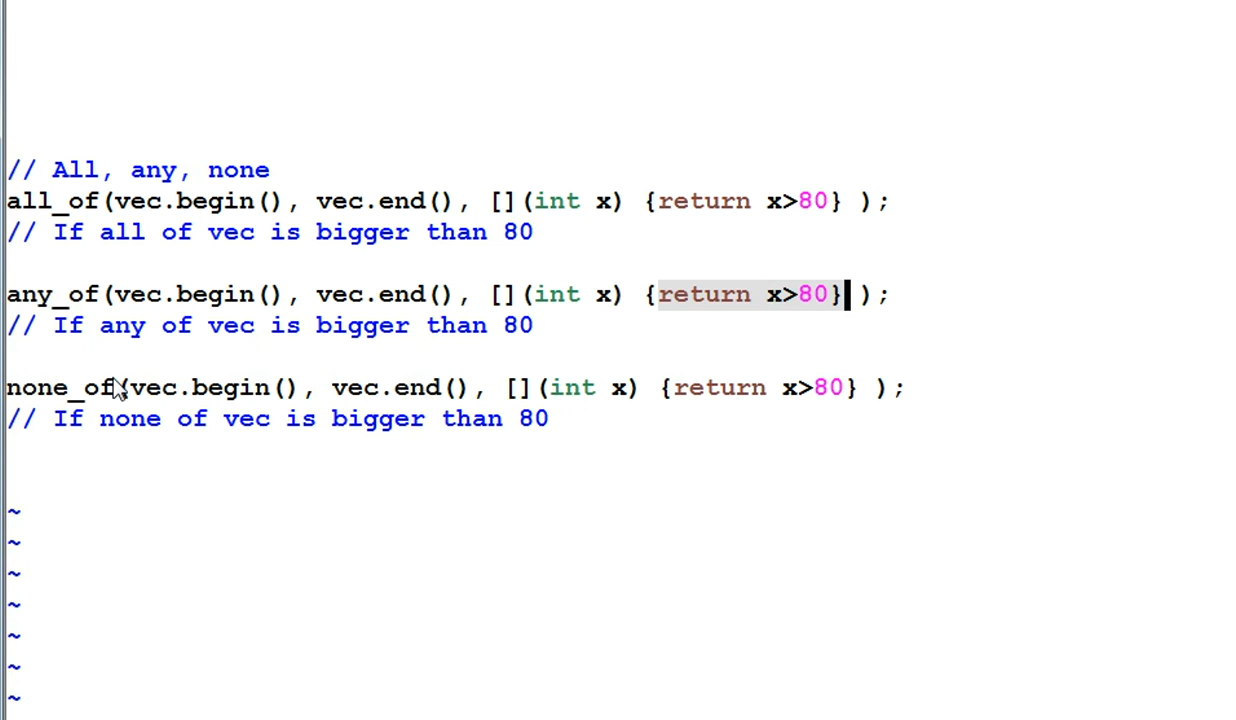 // All, any, none
all_of(vec.begin(), vec.end(), [](int x) {return x>80} );
// If all of vec is bigger than 80
any_of(vec.begin(), vec.end(), [](int x) {return x>80} );
// If any of vec is bigger than 80
none_of(vec.begin(), vec.end(), [](int x) {return x>80} );
// If none of vec is bigger than 80
~
~
~
~
~
~
~